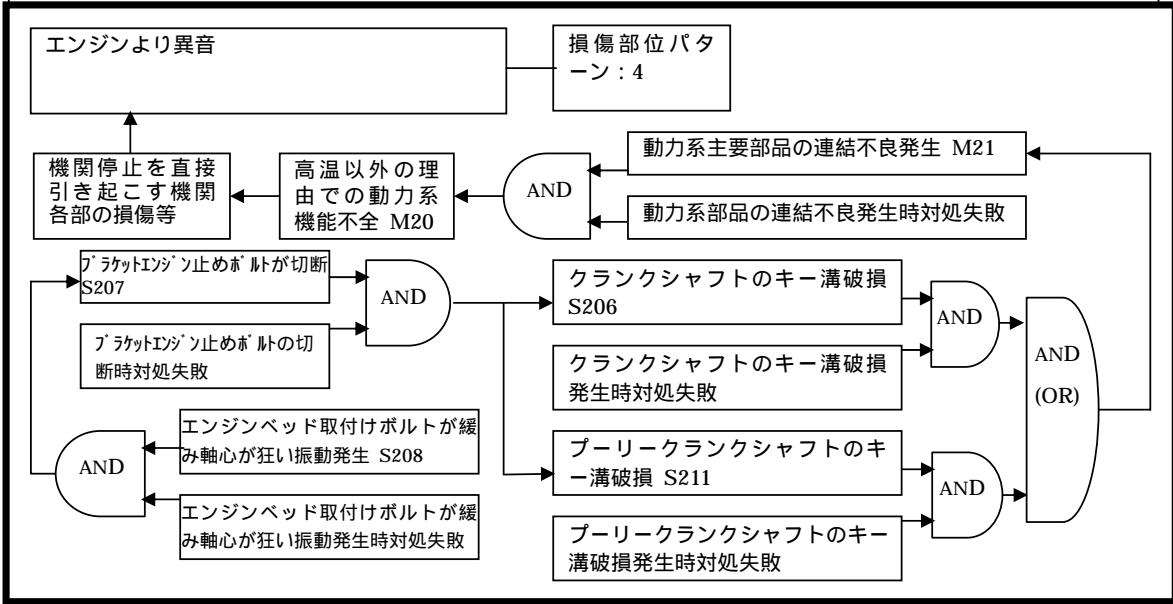 エンジンより異音
損傷部位パタ
ーン：4
機関停止を直接
引き起こす機関
各部の損傷等
高温以外の理
由での動力系
機能不全 M20
AND
動力系主要部品の連結不良発生 M21
動力系部品の連結不良発生時対処失敗
ブラケットエンジン止めボルトが切断
S207
ブラケットエンジン止めボルトの切
断時対処失敗
AND
クランクシャフトのキー溝破損
S206
クランクシャフトのキー溝破損
発生時対処失敗
AND
AND
(OR)
AND
エンジンベッド取付けボルトが緩
み軸心が狂い振動発生 S208
エンジンベッド取付けボルトが緩
み軸心が狂い振動発生時対処失敗
プーリークランクシャフトのキ
ー溝破損 S211
プーリークランクシャフトのキー
溝破損発生時対処失敗
AND